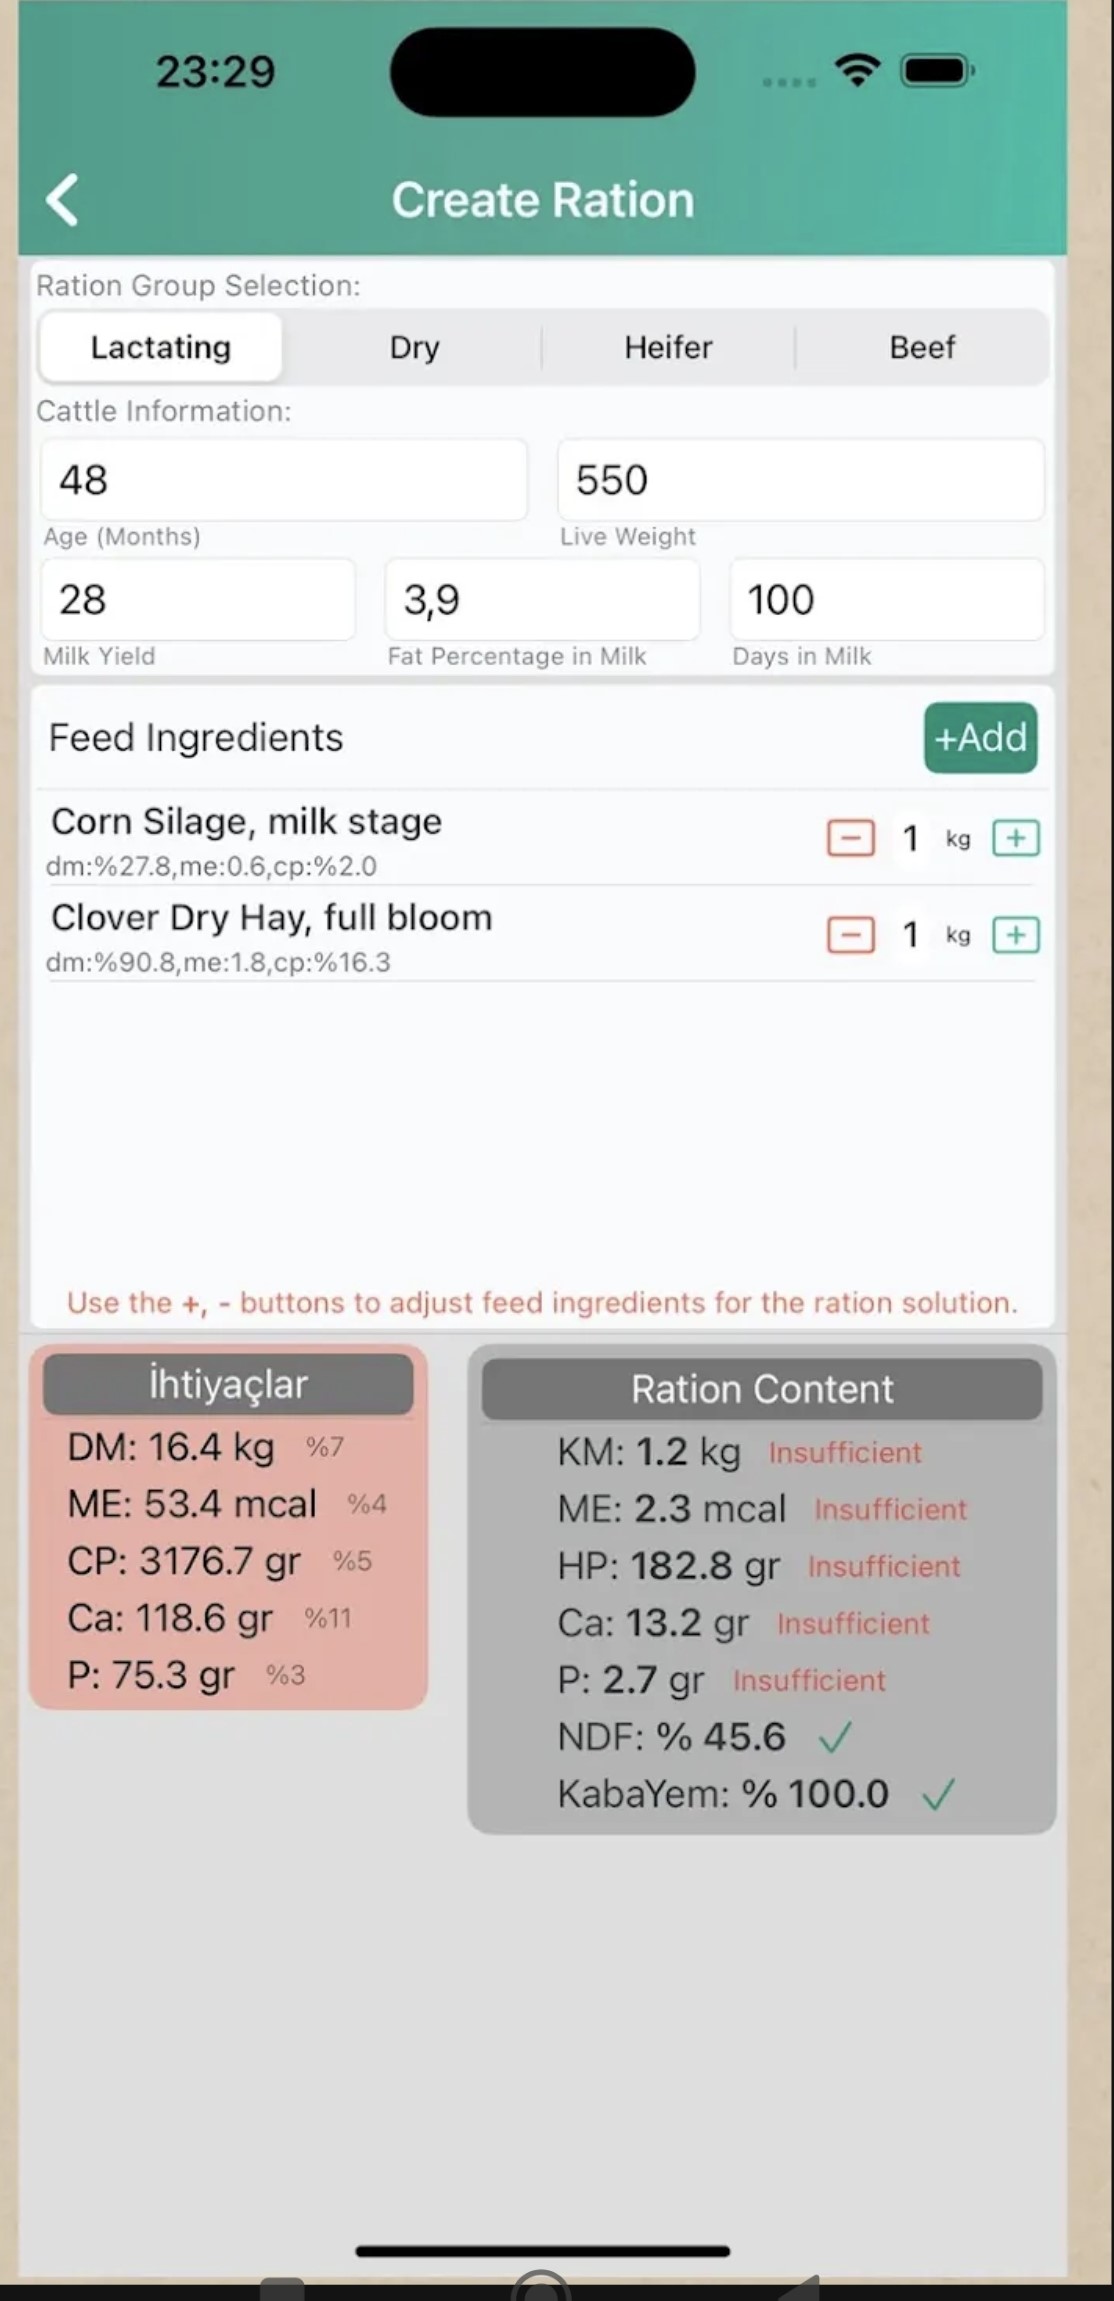 23:29
Create Ration
Ration Group Selection:
Lactating Dry Heifer Beef
Cattle Information:
48 550
Age (Months) Live Weight
28 3,9 100
Milk Yield Fat Percentage in Milk Days in Milk
Feed Ingredients +Add
Corn Silage, milk stage
dm:%27.8,me:0.6,cp:%2.0
1 kg
Clover Dry Hay, full bloom
dm:%90.8,me:1.8,cp:%16.3
1 kg
Use the +, - buttons to adjust feed ingredients for the ration solution.
İhtiyaçlar
DM: 16.4 kg %7
ME: 53.4 mcal %4
CP: 3176.7 gr %5
Ca: 118.6 gr %11
P: 75.3 gr %3
Ration Content
KM: 1.2 kg Insufficient
ME: 2.3 mcal Insufficient
HP: 182.8 gr Insufficient
Ca: 13.2 gr Insufficient
P: 2.7 gr Insufficient
NDF: % 45.6
KabaYem: % 100.0